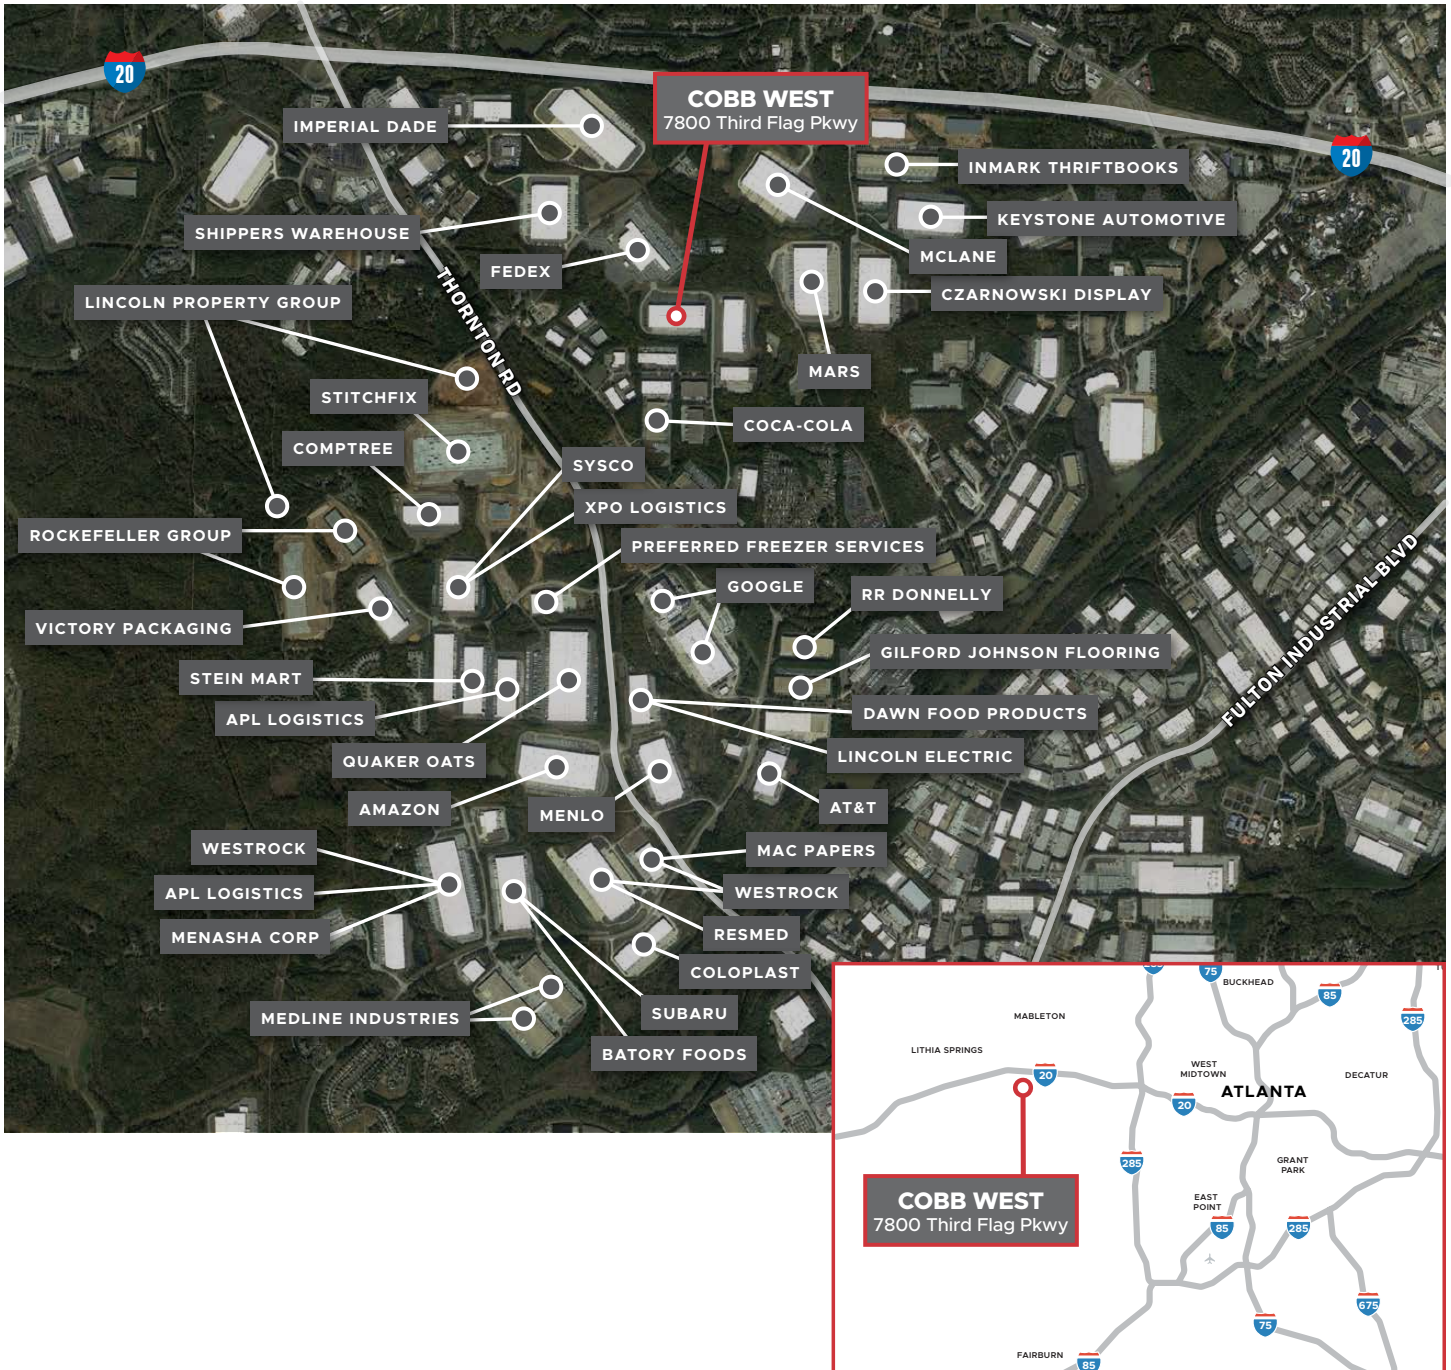 20
COBB WEST
7800 Third Flag Pkwy
IMPERIAL DADE
INMARK THRIFTBOOKS
20
SHIPPERS WAREHOUSE
KEYSTONE AUTOMOTIVE
MCLANE
FEDEX
CZARNOWSKI DISPLAY
LINCOLN PROPERTY GROUP
THORNTON RD
MARS
STITCHFIX
COCA-COLA
COMPTREE
SYSCO
XPO LOGISTICS
ROCKEFELLER GROUP
PREFERRED FREEZER SERVICES
GOOGLE
RR DONNELLY
FULTON INDUSTRIAL BLVD
VICTORY PACKAGING
GILFORD JOHNSON FLOORING
STEIN MART
APL LOGISTICS
DAWN FOOD PRODUCTS
QUAKER OATS
LINCOLN ELECTRIC
AMAZON
MENLO
AT&T
WESTROCK
MAC PAPERS
APL LOGISTICS
WESTROCK
MENASHA CORP
RESMED
COLOPLAST
MEDLINE INDUSTRIES
SUBARU
BATORY FOODS
75
BUCKHEAD
85
285
MABLETON
LITHIA SPRINGS
20
WEST
MIDTOWN
DECATUR
ATLANTA
20
285
GRANT
PARK
COBB WEST
7800 Third Flag Pkwy
EAST
POINT
85
285
675
75
FAIRBURN
85